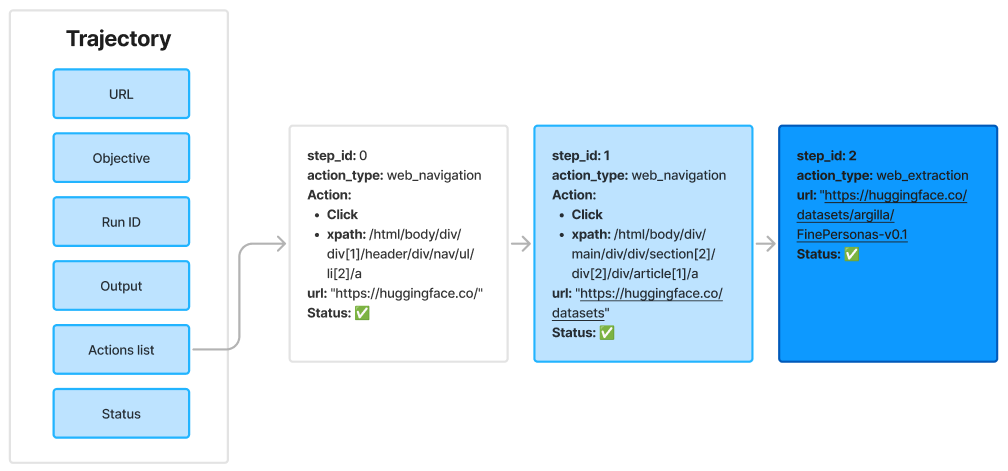 Trajectory
URL
Objective
Run ID
Output
Actions list
Status
step_id: 0
action_type: web_navigation
Action:
• Click
• xpath: /html/body/div/
div[1]/header/div/nav/ul/
li[2]/a
url: "https://huggingface.co/"
Status: ✅
step_id: 1
action_type: web_navigation
Action:
• Click
• xpath: /html/body/div/
main/div/div/section[2]/
div[2]/div/article[1]/a
url: "https://huggingface.co/
datasets"
Status: ✅
step_id: 2
action_type: web_extraction
url: "https://huggingface.co/
datasets/argilla/
FinePersonas-v0.1
Status: ✅